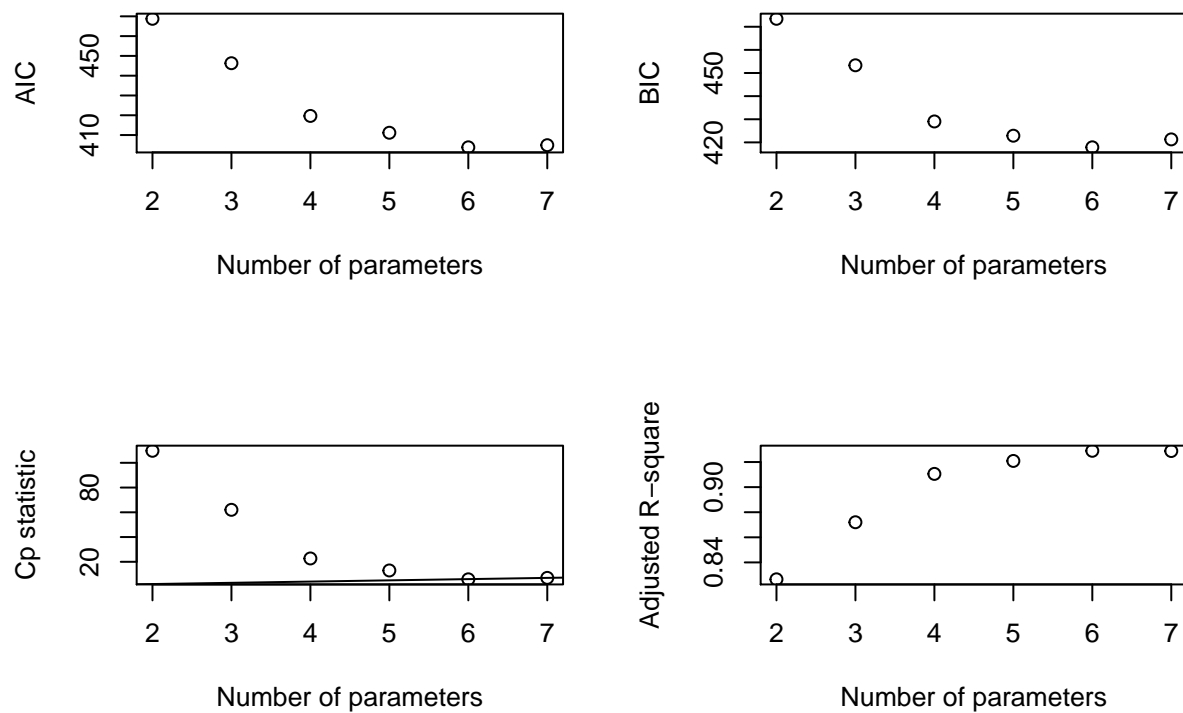 AIC
450
410
2 3 4 5 6 7
Number of parameters
BIC
450
420
2 3 4 5 6 7
Number of parameters
Cp statistic
80
20
2 3 4 5 6 7
Number of parameters
Adjusted R−square
0.90
0.84
2 3 4 5 6 7
Number of parameters